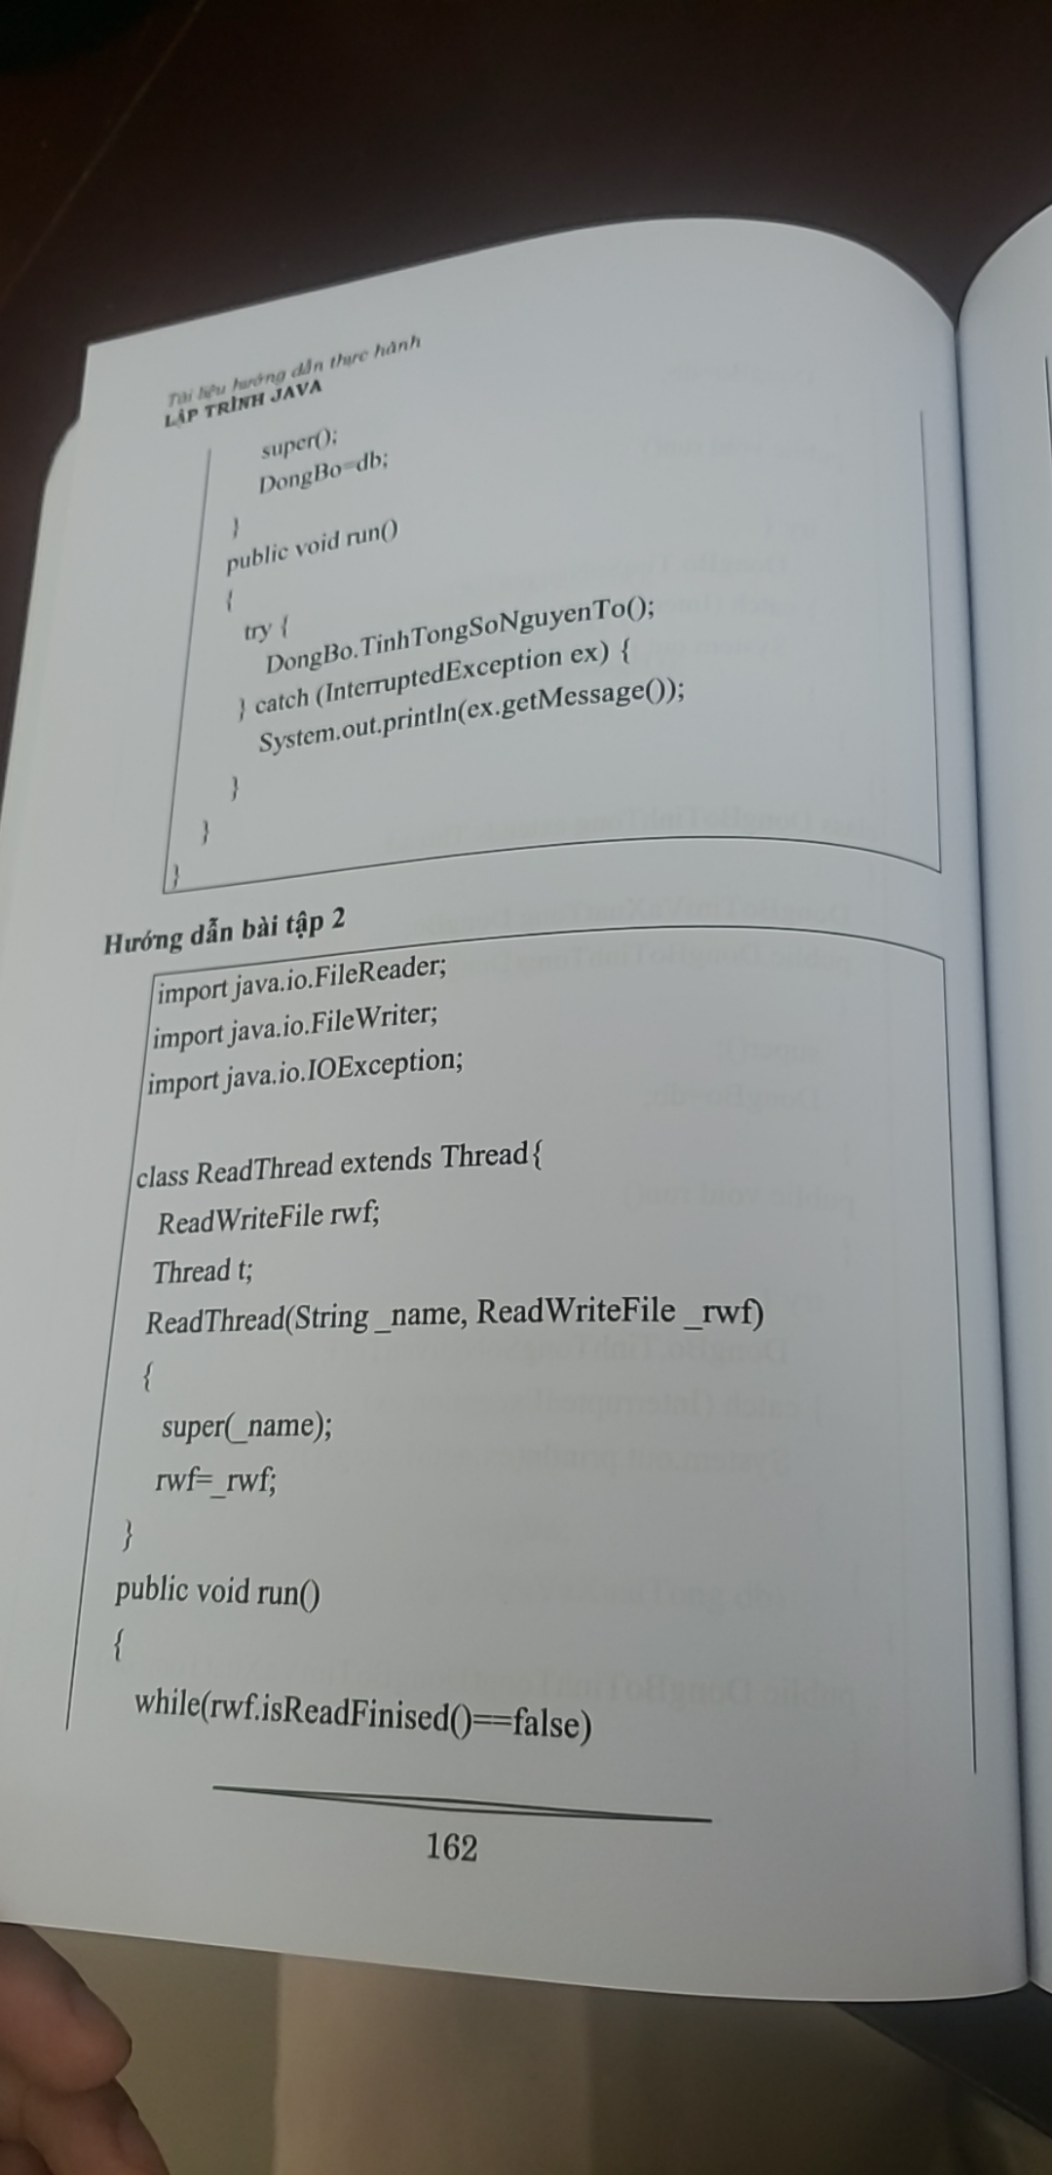 Tài liệu hướng dẫn thực hành
LẬP TRÌNH JAVA
super();
DongBo=db;
}
public void run()
{
try {
DongBo.TinhTongSoNguyenTo();
} catch (InterruptedException ex) {
System.out.println(ex.getMessage());
}
}
}
Hướng dẫn bài tập 2
import java.io.FileReader;
import java.io.FileWriter;
import java.io.IOException;
class ReadThread extends Thread{
ReadWriteFile rwf;
Thread t;
ReadThread(String _name, ReadWriteFile _rwf)
{
super(_name);
rwf=_rwf;
}
public void run()
{
while(rwf.isReadFinised()==false)
162